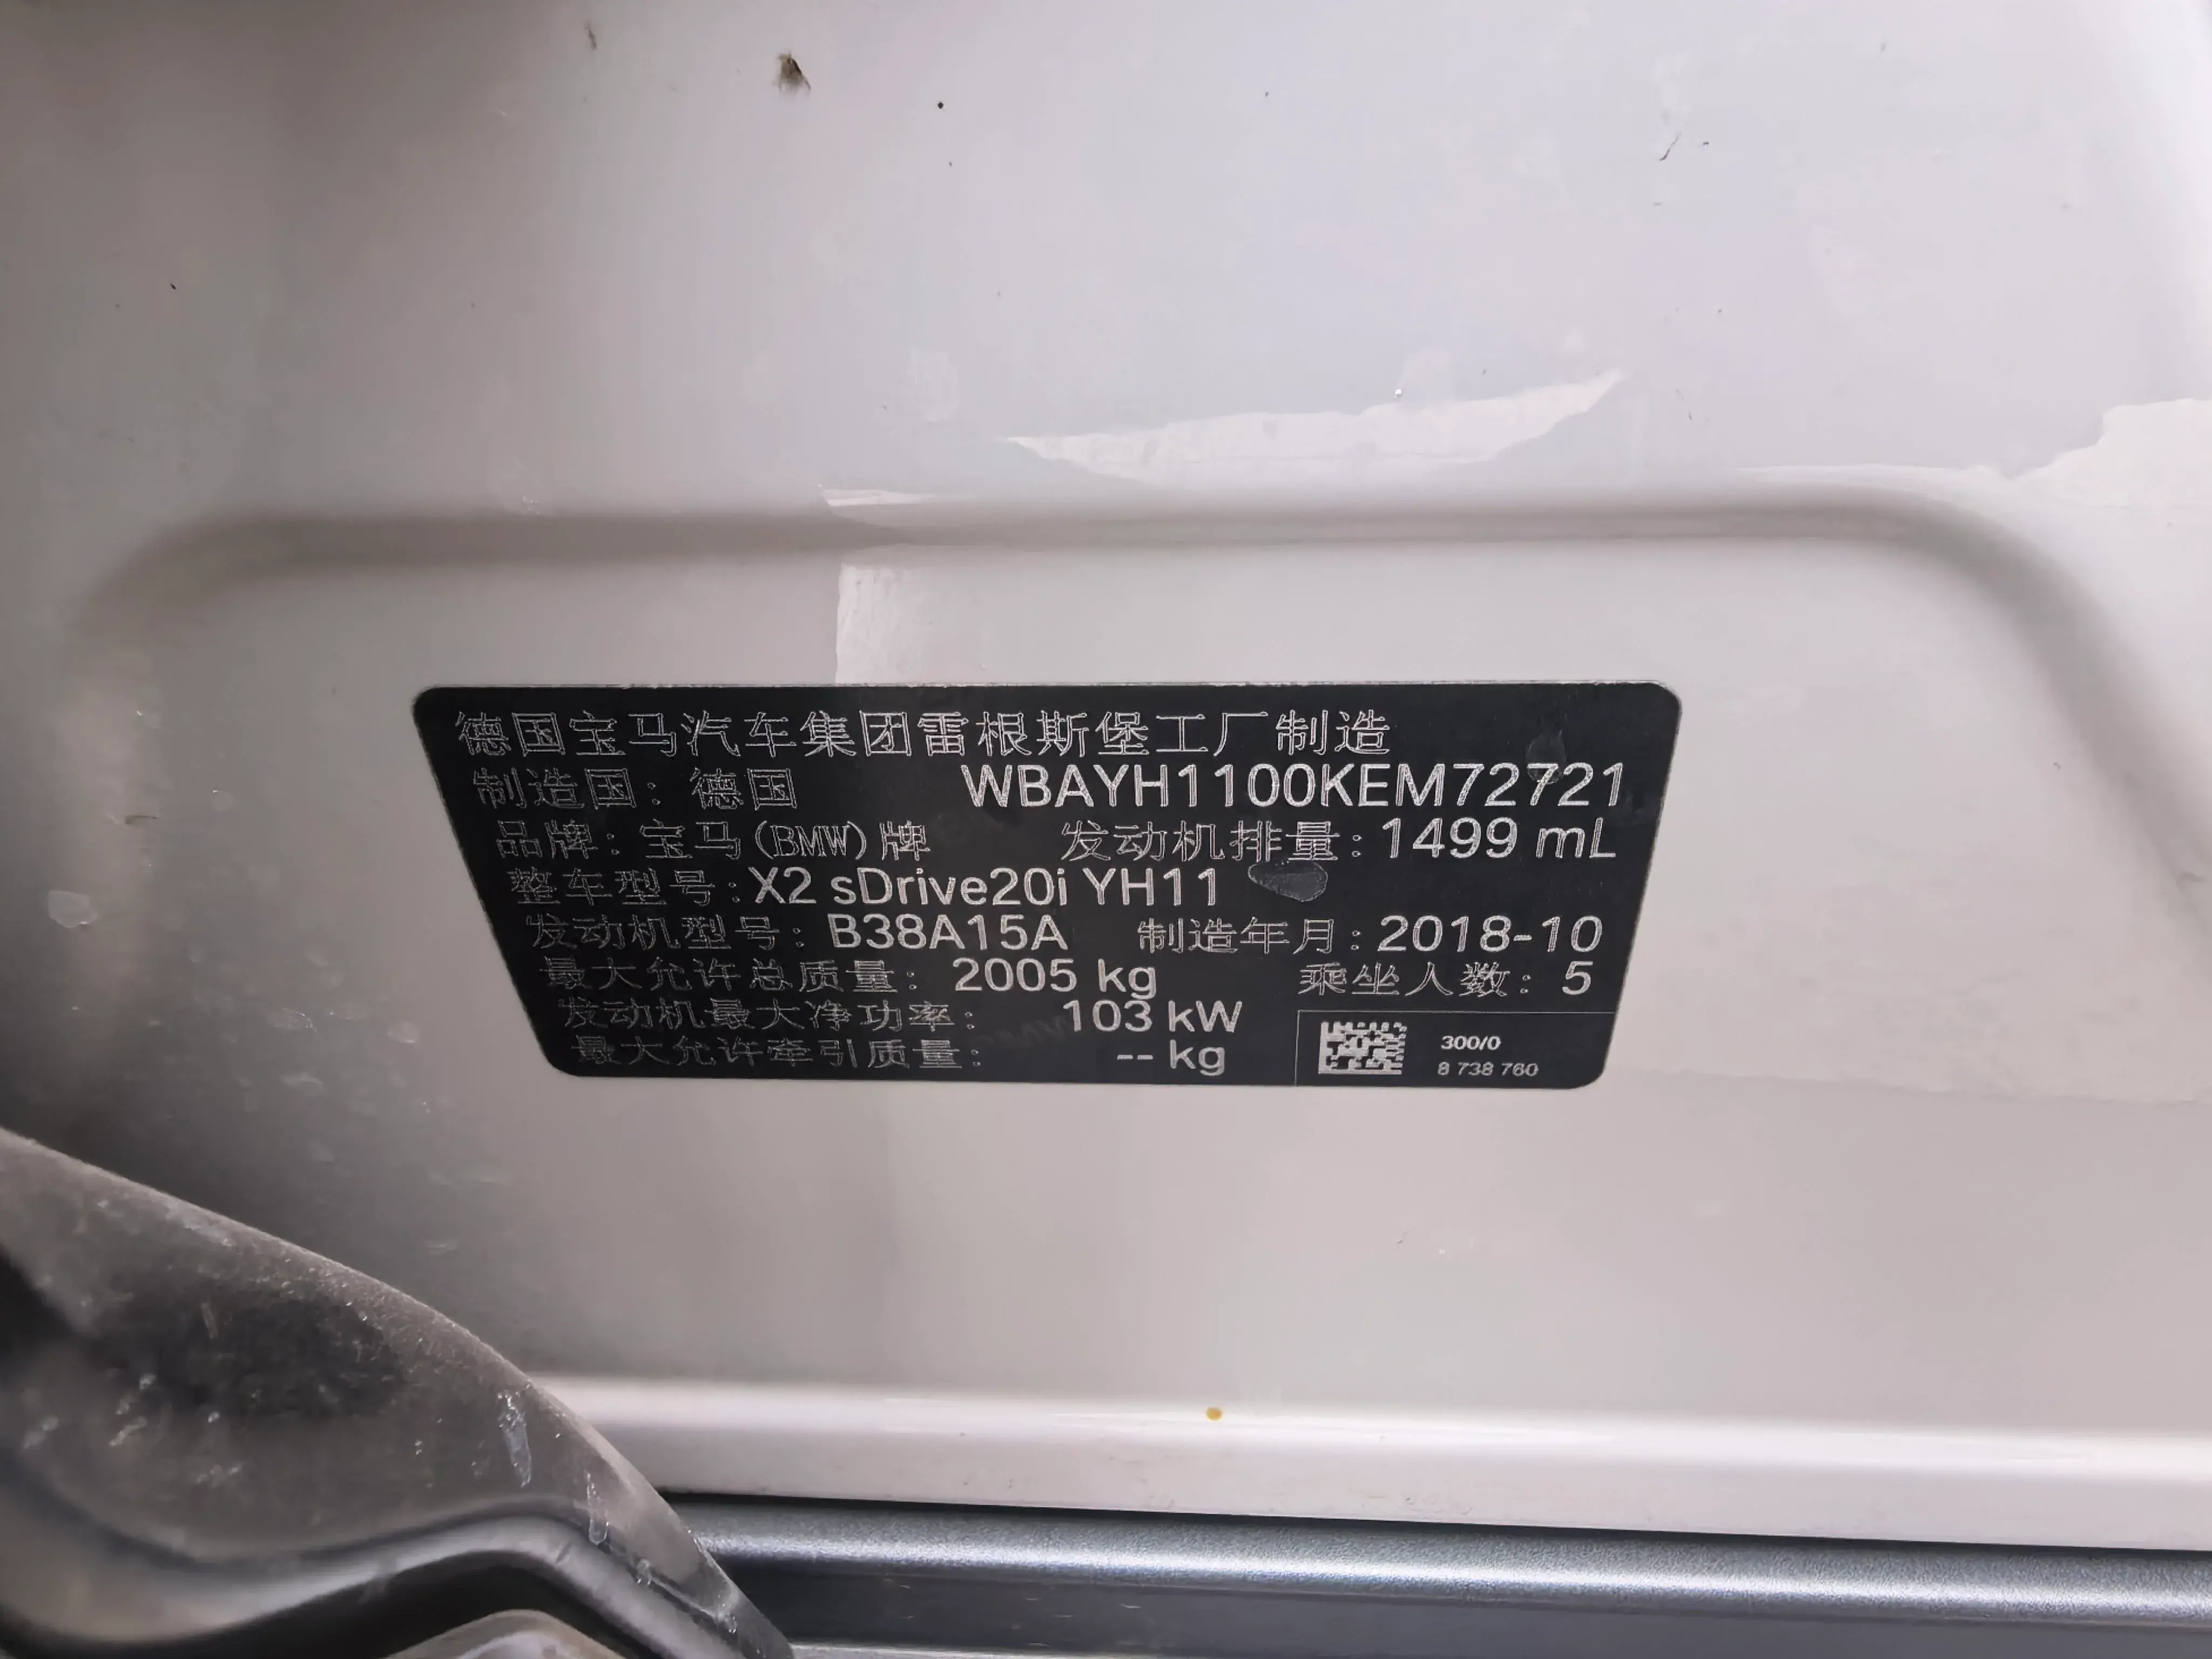 德国宝马汽车集团雷根斯堡工厂制造
制造国：德国 WBAYH1100KEM72721
品牌：宝马(BMW)牌 发动机排量：1499 mL
整车型号：X2 sDrive20i YH11
发动机型号：B38A15A 制造年月：2018-10
最大允许总质量：2005 kg 乘坐人数：5
发动机最大净功率：103 kW
最大允许牵引质量：-- kg
300/0
8 738 760